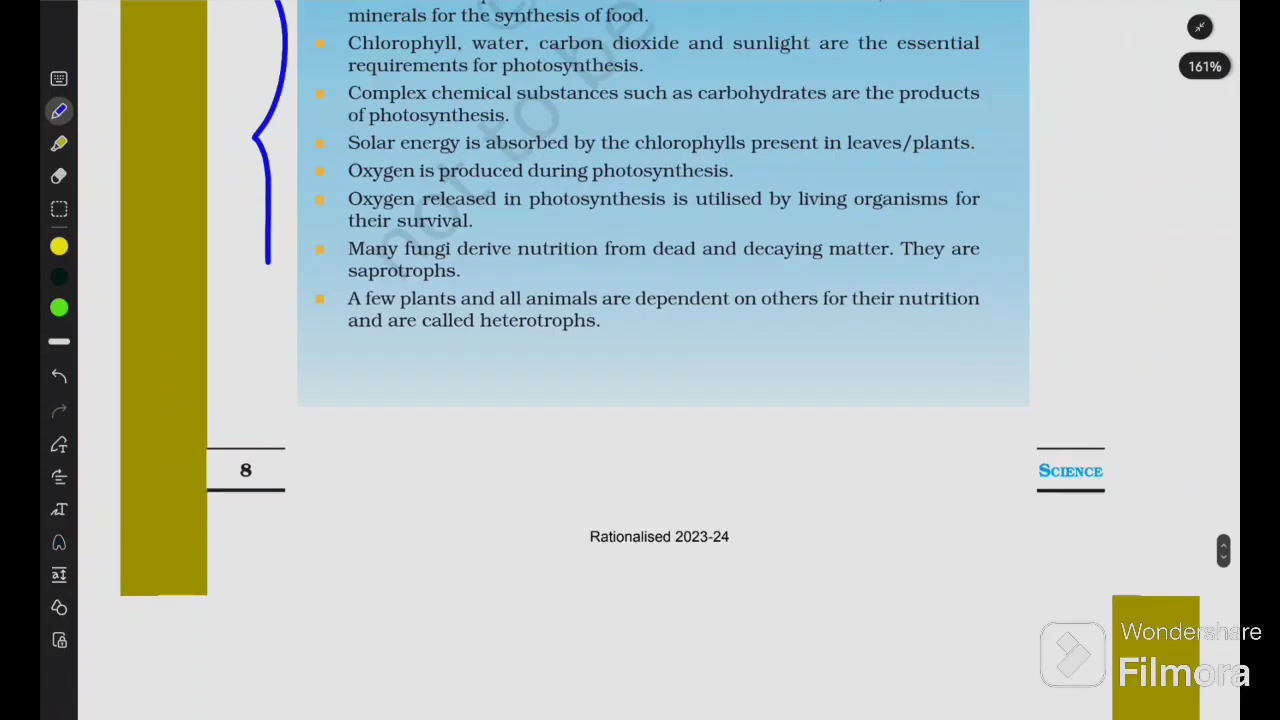 minerals for the synthesis of food.
161%
Chlorophyll, water, carbon dioxide and sunlight are the essential
requirements for photosynthesis.
Complex chemical substances such as carbohydrates are the products
of photosynthesis.
Solar energy is absorbed by the chlorophylls present in leaves/plants.
Oxygen is produced during photosynthesis.
Oxygen released in photosynthesis is utilised by living organisms for
their survival.
Many fungi derive nutrition from dead and decaying matter. They are
saprotrophs.
A few plants and all animals are dependent on others for their nutrition
and are called heterotrophs.
not to be
8
SCIENCE
Rationalised 2023-24
Wondershare
Filmora